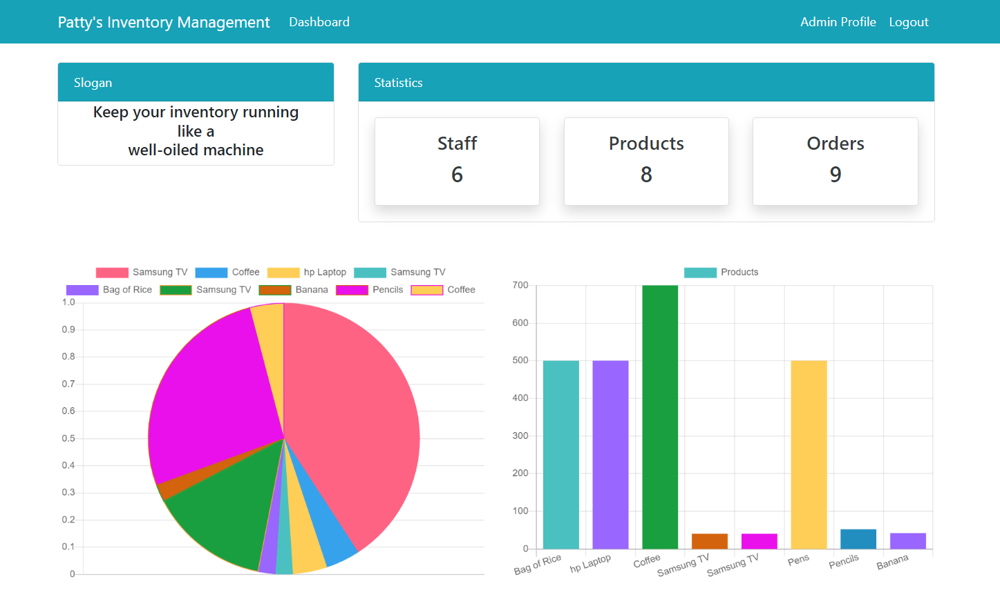 Patty's Inventory Management Dashboard Admin Profile Logout
Slogan
Keep your inventory running
like a
well-oiled machine
Statistics
Staff
6
Products
8
Orders
9
Samsung TV Coffee hp Laptop Samsung TV
Bag of Rice Samsung TV Banana Pencils Coffee
1.0
0.9
0.8
0.7
0.6
0.5
0.4
0.3
0.2
0.1
0
Products
700
600
500
400
300
200
100
0
Bag of Rice hp Laptop Coffee Samsung TV Samsung TV Pens Pencils Banana